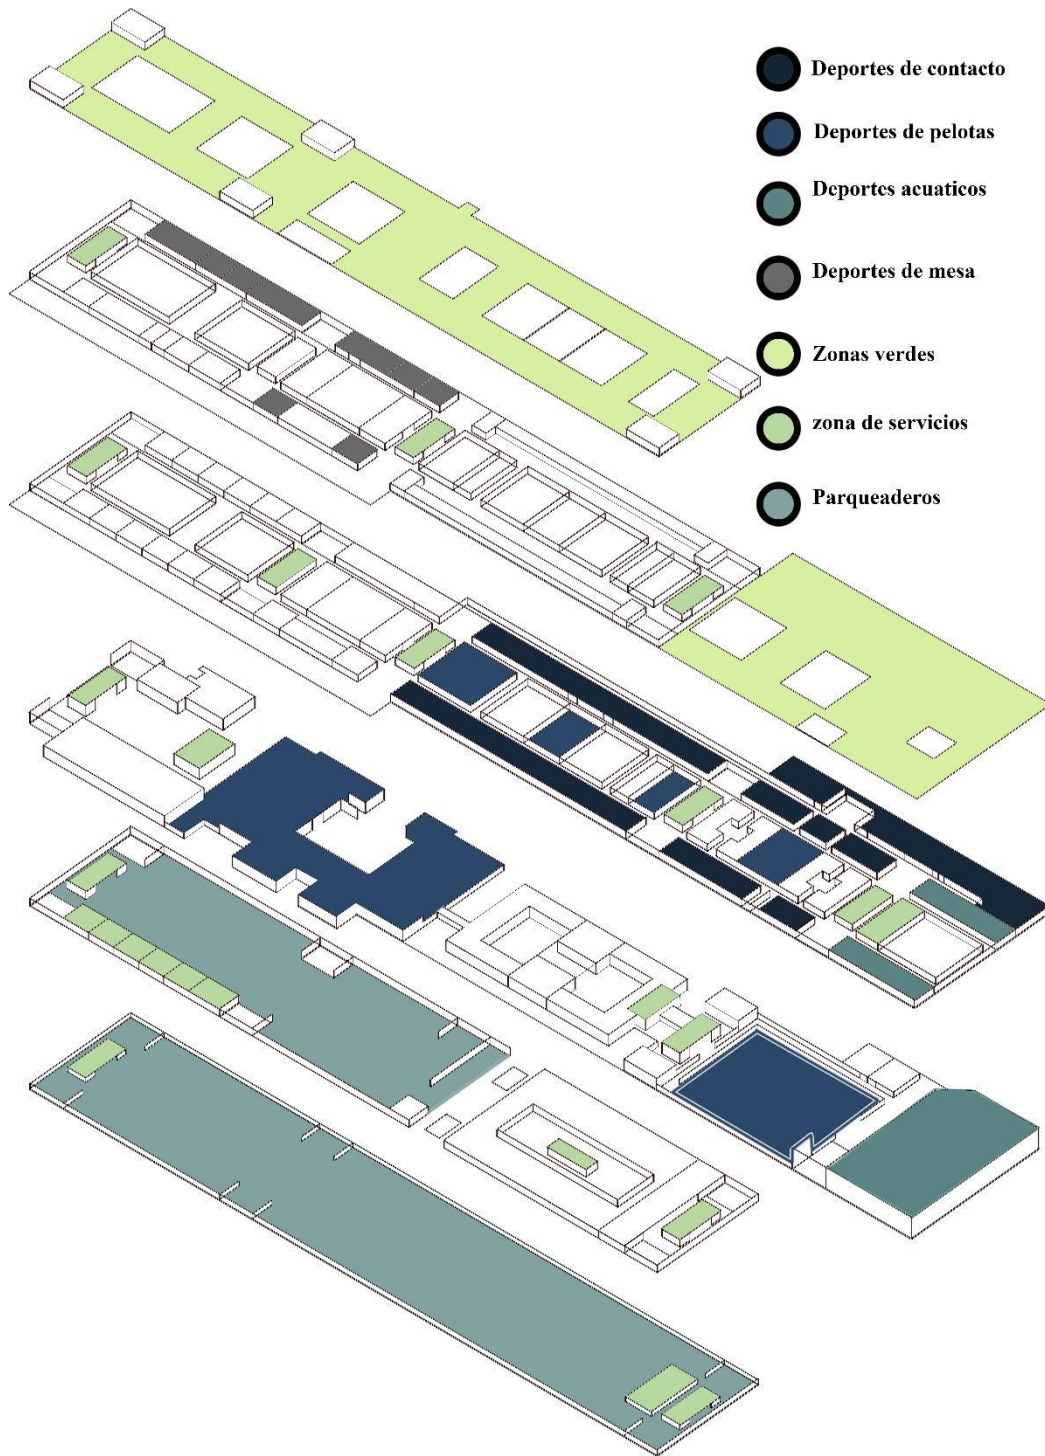 Deportes de contacto
Deportes de pelotas
Deportes acuaticos
Deportes de mesa
Zonas verdes
zona de servicios
Parqueaderos